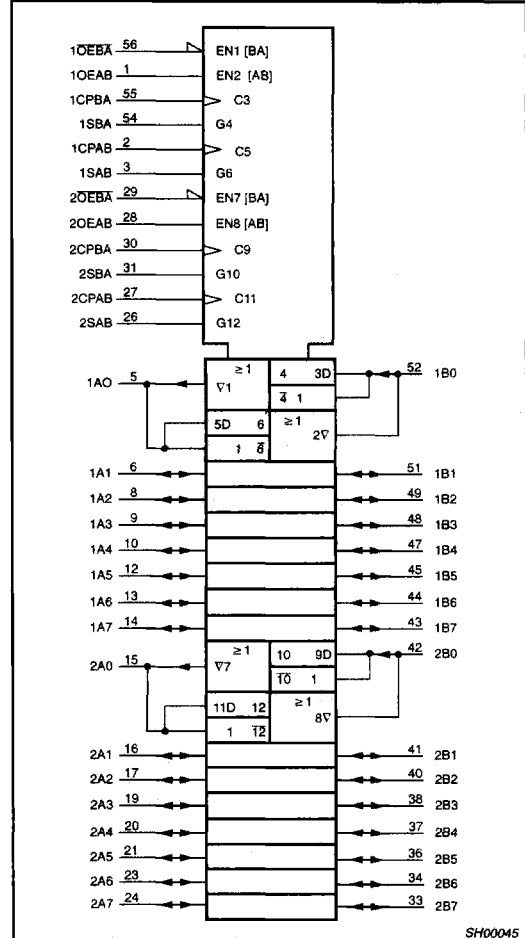 1O̅E̅B̅A̅ 56 EN1 [BA]
1OEAB 1 EN2 [AB]
1CPBA 55 C3
1SBA 54 G4
1CPAB 2 C5
1SAB 3 G6
2O̅E̅B̅A̅ 29 EN7 [BA]
2OEAB 28 EN8 [AB]
2CPBA 30 C9
2SBA 31 G10
2CPAB 27 C11
2SAB 26 G12
1AO 5 ≥1 ∇1 4 3D 52 1B0
4̅ 1
5D 6 ≥1 2∇
1 6̅
1A1 6 51 1B1
1A2 8 49 1B2
1A3 9 48 1B3
1A4 10 47 1B4
1A5 12 45 1B5
1A6 13 44 1B6
1A7 14 43 1B7
2A0 15 ≥1 ∇7 10 9D 42 2B0
1̅0̅ 1
11D 12 ≥1 8∇
1 1̅2̅
2A1 16 41 2B1
2A2 17 40 2B2
2A3 19 38 2B3
2A4 20 37 2B4
2A5 21 36 2B5
2A6 23 34 2B6
2A7 24 33 2B7
SH00045